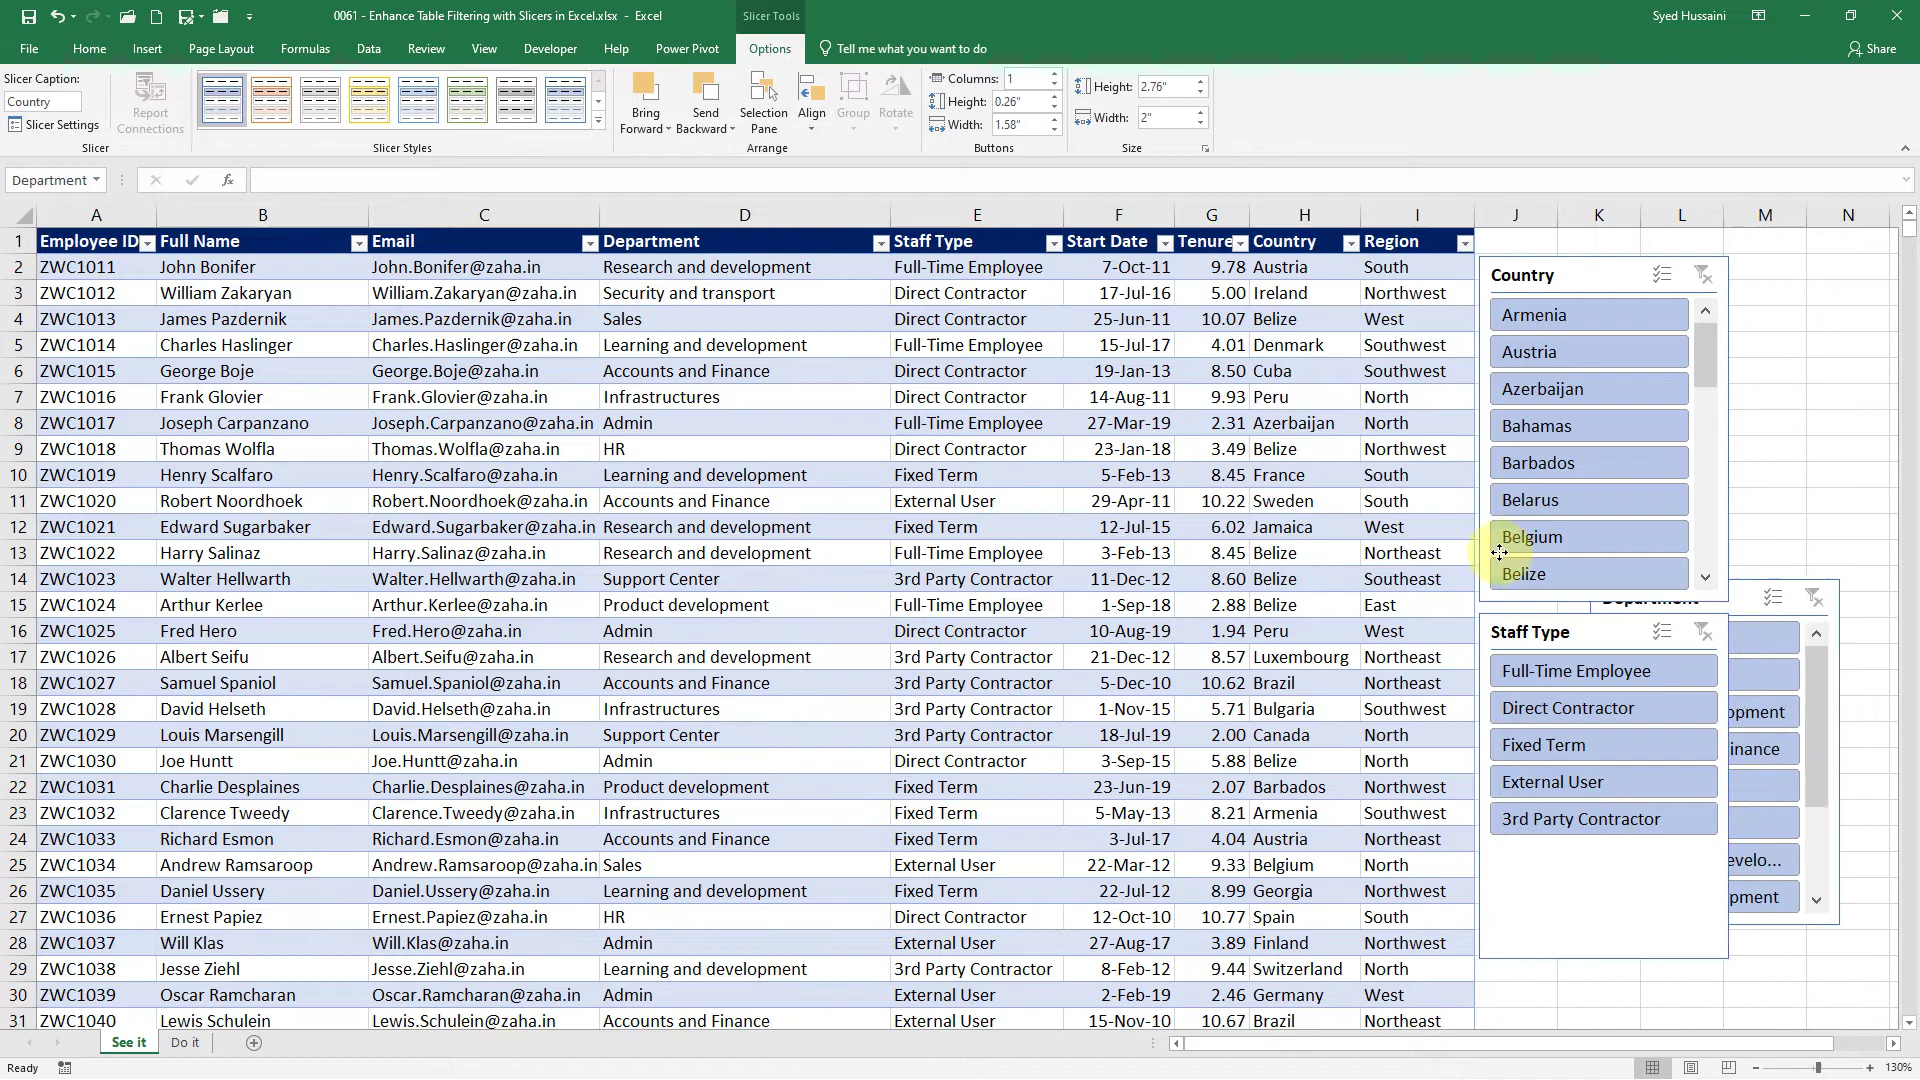 0061 - Enhance Table Filtering with Slicers in Excel.xlsx - Excel
Slicer Tools
Syed Hussaini
File Home Insert Page Layout Formulas Data Review View Developer Help Power Pivot Options Tell me what you want to do Share
Slicer Caption:
Country
Slicer Settings
Report Connections
Slicer
Slicer Styles
Bring Forward
Send Backward
Selection Pane
Align
Group
Rotate
Arrange
Columns: 1
Height: 0.26"
Width: 1.58"
Buttons
Height: 2.76"
Width: 2"
Size
Department
fx
A B C D E F G H I J K L M N
1 Employee ID Full Name Email Department Staff Type Start Date Tenure Country Region
2 ZWC1011 John Bonifer John.Bonifer@zaha.in Research and development Full-Time Employee 7-Oct-11 9.78 Austria South
3 ZWC1012 William Zakaryan William.Zakaryan@zaha.in Security and transport Direct Contractor 17-Jul-16 5.00 Ireland Northwest
4 ZWC1013 James Pazdernik James.Pazdernik@zaha.in Sales Direct Contractor 25-Jun-11 10.07 Belize West
5 ZWC1014 Charles Haslinger Charles.Haslinger@zaha.in Learning and development Full-Time Employee 15-Jul-17 4.01 Denmark Southwest
6 ZWC1015 George Boje George.Boje@zaha.in Accounts and Finance Direct Contractor 19-Jan-13 8.50 Cuba Southwest
7 ZWC1016 Frank Glovier Frank.Glovier@zaha.in Infrastructures Direct Contractor 14-Aug-11 9.93 Peru North
8 ZWC1017 Joseph Carpanzano Joseph.Carpanzano@zaha.in Admin Full-Time Employee 27-Mar-19 2.31 Azerbaijan North
9 ZWC1018 Thomas Wolfla Thomas.Wolfla@zaha.in HR Direct Contractor 23-Jan-18 3.49 Belize Northwest
10 ZWC1019 Henry Scalfaro Henry.Scalfaro@zaha.in Learning and development Fixed Term 5-Feb-13 8.45 France South
11 ZWC1020 Robert Noordhoek Robert.Noordhoek@zaha.in Accounts and Finance External User 29-Apr-11 10.22 Sweden South
12 ZWC1021 Edward Sugarbaker Edward.Sugarbaker@zaha.in Research and development Fixed Term 12-Jul-15 6.02 Jamaica West
13 ZWC1022 Harry Salinaz Harry.Salinaz@zaha.in Research and development Full-Time Employee 3-Feb-13 8.45 Belize Northeast
14 ZWC1023 Walter Hellwarth Walter.Hellwarth@zaha.in Support Center 3rd Party Contractor 11-Dec-12 8.60 Belize Southeast
15 ZWC1024 Arthur Kerlee Arthur.Kerlee@zaha.in Product development Full-Time Employee 1-Sep-18 2.88 Belize East
16 ZWC1025 Fred Hero Fred.Hero@zaha.in Admin Direct Contractor 10-Aug-19 1.94 Peru West
17 ZWC1026 Albert Seifu Albert.Seifu@zaha.in Research and development 3rd Party Contractor 21-Dec-12 8.57 Luxembourg Northeast
18 ZWC1027 Samuel Spaniol Samuel.Spaniol@zaha.in Accounts and Finance 3rd Party Contractor 5-Dec-10 10.62 Brazil Northeast
19 ZWC1028 David Helseth David.Helseth@zaha.in Infrastructures 3rd Party Contractor 1-Nov-15 5.71 Bulgaria Southwest
20 ZWC1029 Louis Marsengill Louis.Marsengill@zaha.in Support Center 3rd Party Contractor 18-Jul-19 2.00 Canada North
21 ZWC1030 Joe Huntt Joe.Huntt@zaha.in Admin Direct Contractor 3-Sep-15 5.88 Belize North
22 ZWC1031 Charlie Desplaines Charlie.Desplaines@zaha.in Product development Fixed Term 23-Jun-19 2.07 Barbados Northwest
23 ZWC1032 Clarence Tweedy Clarence.Tweedy@zaha.in Infrastructures Fixed Term 5-May-13 8.21 Armenia Southwest
24 ZWC1033 Richard Esmon Richard.Esmon@zaha.in Accounts and Finance Fixed Term 3-Jul-17 4.04 Austria Northeast
25 ZWC1034 Andrew Ramsaroop Andrew.Ramsaroop@zaha.in Sales External User 22-Mar-12 9.33 Belgium North
26 ZWC1035 Daniel Ussery Daniel.Ussery@zaha.in Learning and development Fixed Term 22-Jul-12 8.99 Georgia Northwest
27 ZWC1036 Ernest Papiez Ernest.Papiez@zaha.in HR Direct Contractor 12-Oct-10 10.77 Spain South
28 ZWC1037 Will Klas Will.Klas@zaha.in Admin External User 27-Aug-17 3.89 Finland Northwest
29 ZWC1038 Jesse Ziehl Jesse.Ziehl@zaha.in Learning and development 3rd Party Contractor 8-Feb-12 9.44 Switzerland North
30 ZWC1039 Oscar Ramcharan Oscar.Ramcharan@zaha.in Admin External User 2-Feb-19 2.46 Germany West
31 ZWC1040 Lewis Schulein Lewis.Schulein@zaha.in Accounts and Finance External User 15-Nov-10 10.67 Brazil Northeast
Country
Armenia
Austria
Azerbaijan
Bahamas
Barbados
Belarus
Belgium
Belize
Department
opment
inance
evelo...
pment
Staff Type
Full-Time Employee
Direct Contractor
Fixed Term
External User
3rd Party Contractor
See it Do it
Ready
130%